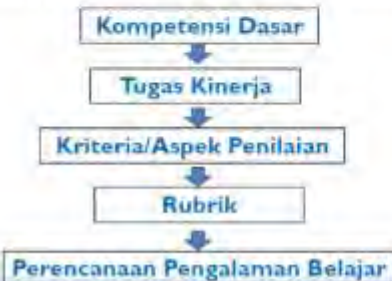 Kompetensi Dasar
Tugas Kinerja
Kriteria/Aspek Penilaian
Rubrik
Perencanaan Pengalaman Belajar